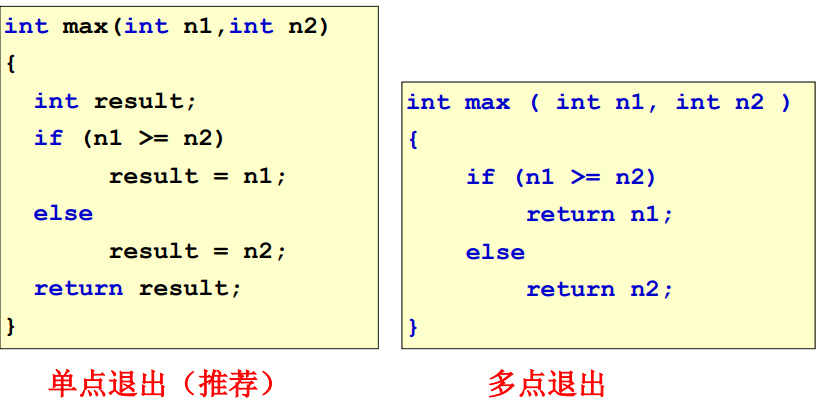 int max(int n1,int n2)
{
int result;
if (n1 >= n2)
result = n1;
else
result = n2;
return result;
}
单点退出（推荐）
int max ( int n1, int n2 )
{
if (n1 >= n2)
return n1;
else
return n2;
}
多点退出